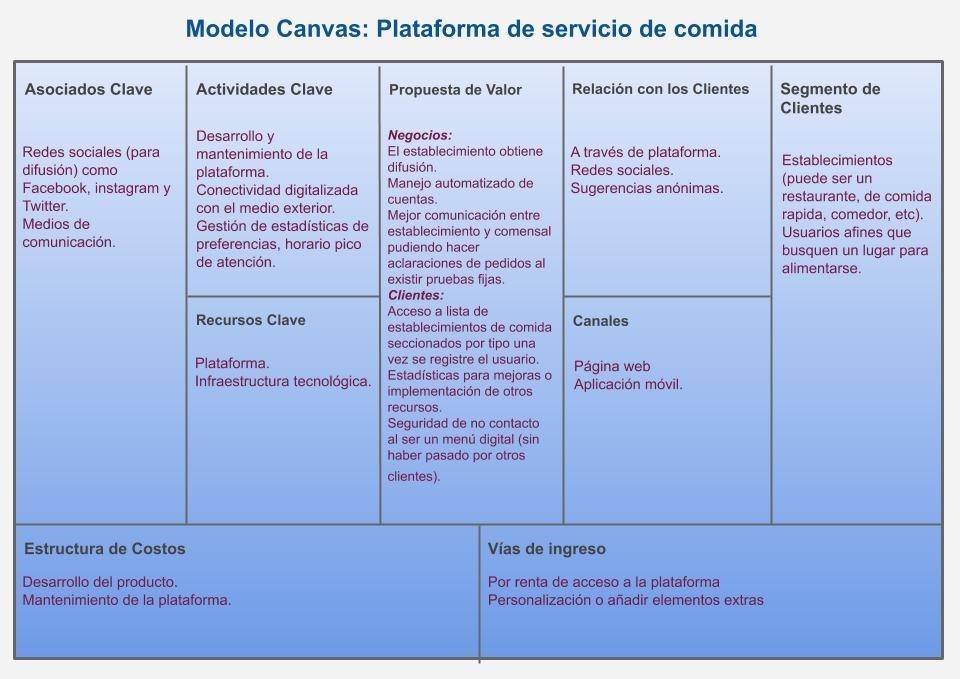 Modelo Canvas: Plataforma de servicio de comida
Asociados Clave
Redes sociales (para
difusión) como
Facebook, instagram y
Twitter.
Medios de
comunicación.
Actividades Clave
Desarrollo y
mantenimiento de la
plataforma.
Conectividad digitalizada
con el medio exterior.
Gestión de estadísticas de
preferencias, horario pico
de atención.
Recursos Clave
Plataforma.
Infraestructura tecnológica.
Propuesta de Valor
Negocios:
El establecimiento obtiene
difusión.
Manejo automatizado de
cuentas.
Mejor comunicación entre
establecimiento y comensal
pudiendo hacer
aclaraciones de pedidos al
existir pruebas fijas.
Clientes:
Acceso a lista de
establecimientos de comida
seccionados por tipo una
vez se registre el usuario.
Estadísticas para mejoras o
implementación de otros
recursos.
Seguridad de no contacto
al ser un menú digital (sin
haber pasado por otros
clientes).
Relación con los Clientes
A través de plataforma.
Redes sociales.
Sugerencias anónimas.
Canales
Página web
Aplicación móvil.
Segmento de
Clientes
Establecimientos
(puede ser un
restaurante, de comida
rapida, comedor, etc).
Usuarios afines que
busquen un lugar para
alimentarse.
Estructura de Costos
Desarrollo del producto.
Mantenimiento de la plataforma.
Vías de ingreso
Por renta de acceso a la plataforma
Personalización o añadir elementos extras